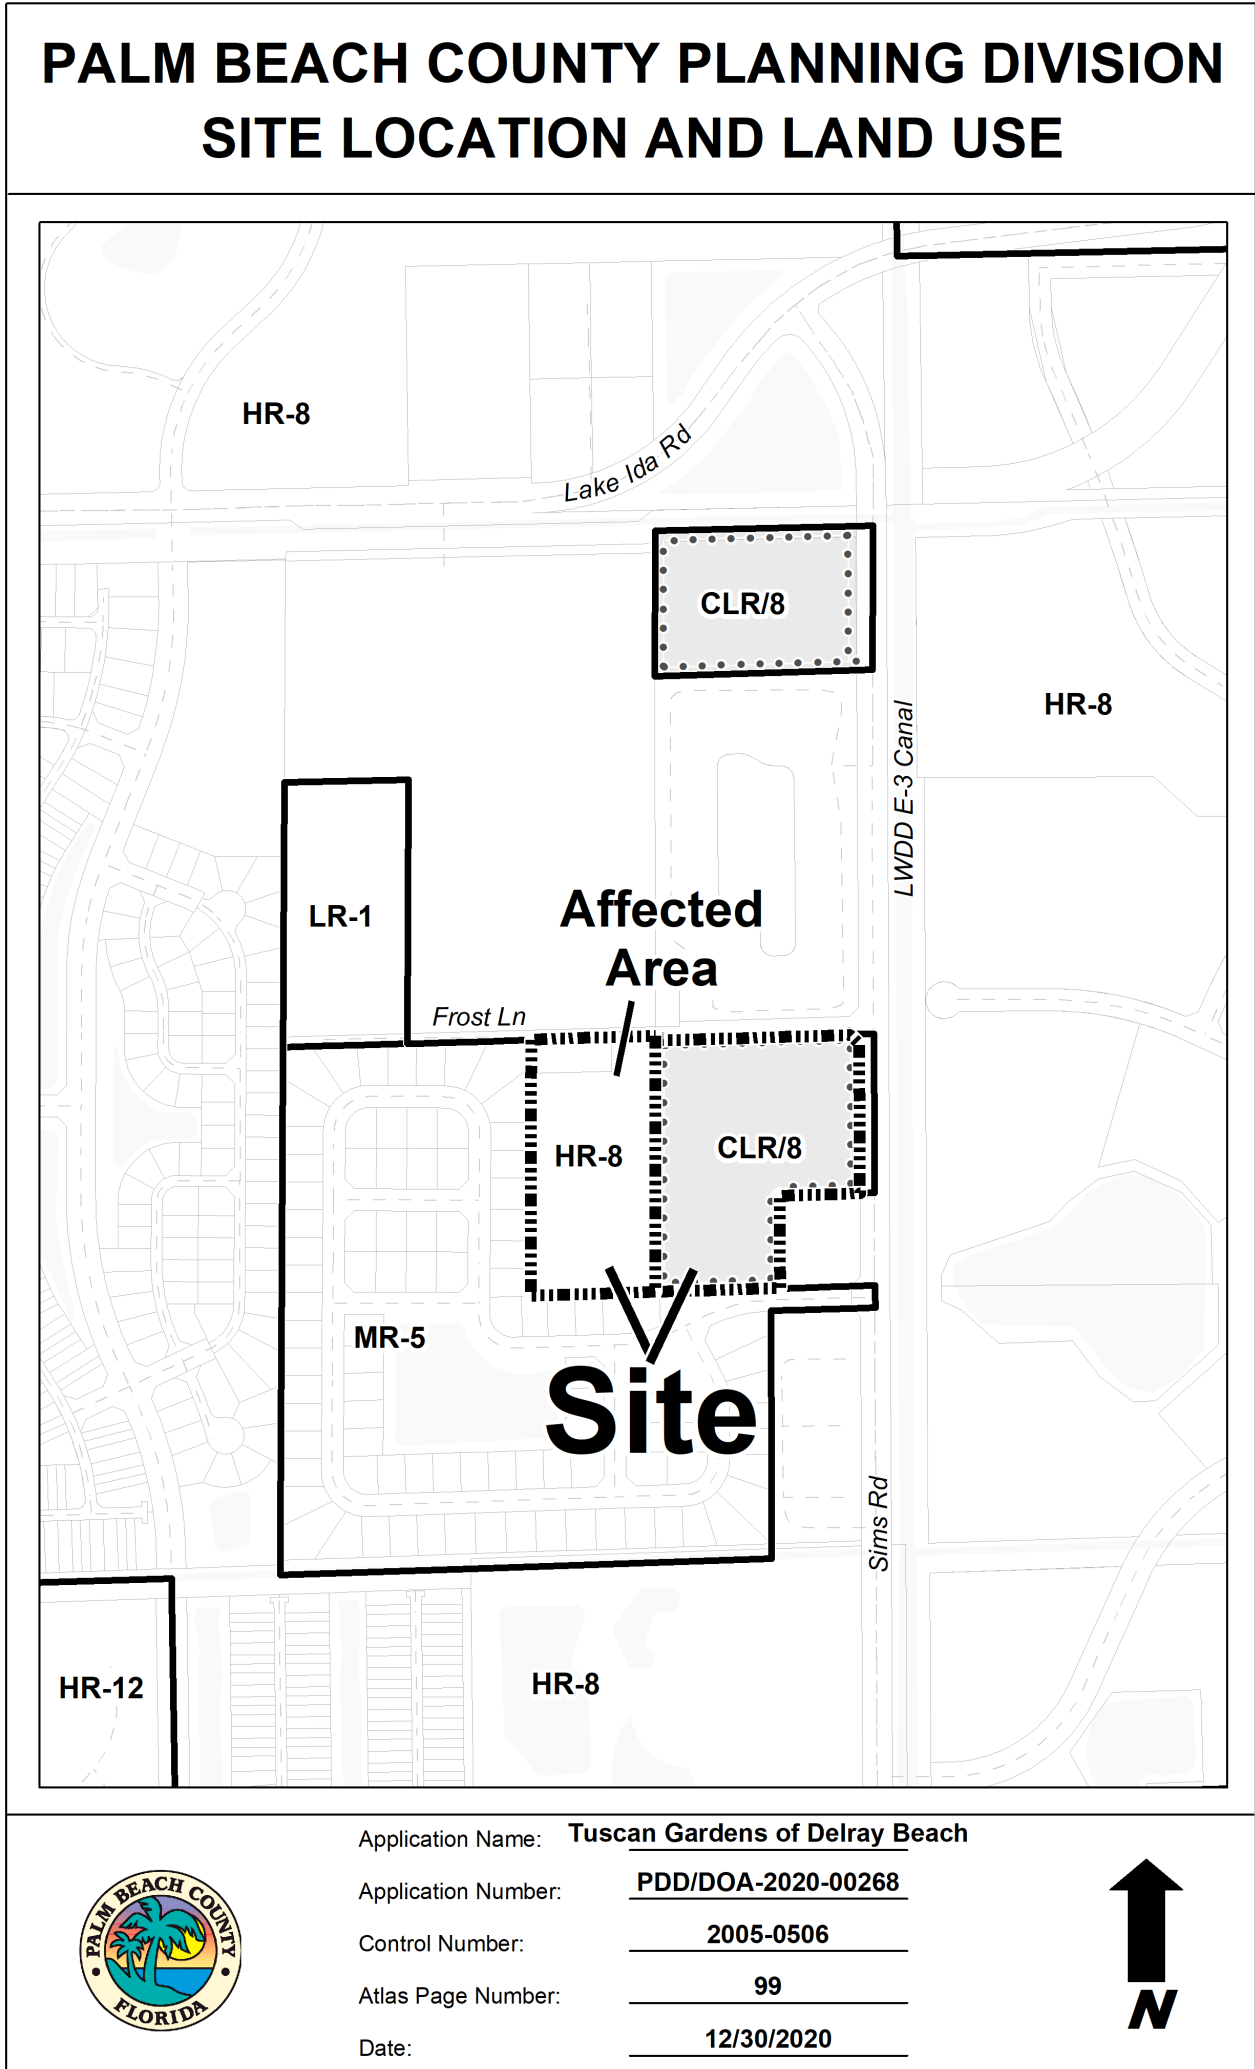 PALM BEACH COUNTY PLANNING DIVISION
SITE LOCATION AND LAND USE
HR-8
Lake Ida Rd
CLR/8
HR-8
LWDD E-3 Canal
LR-1
Affected
Area
Frost Ln
HR-8
CLR/8
MR-5
Site
Sims Rd
HR-12
HR-8
Application Name: Tuscan Gardens of Delray Beach
Application Number: PDD/DOA-2020-00268
Control Number: 2005-0506
Atlas Page Number: 99
Date: 12/30/2020
PALM BEACH COUNTY
FLORIDA
N